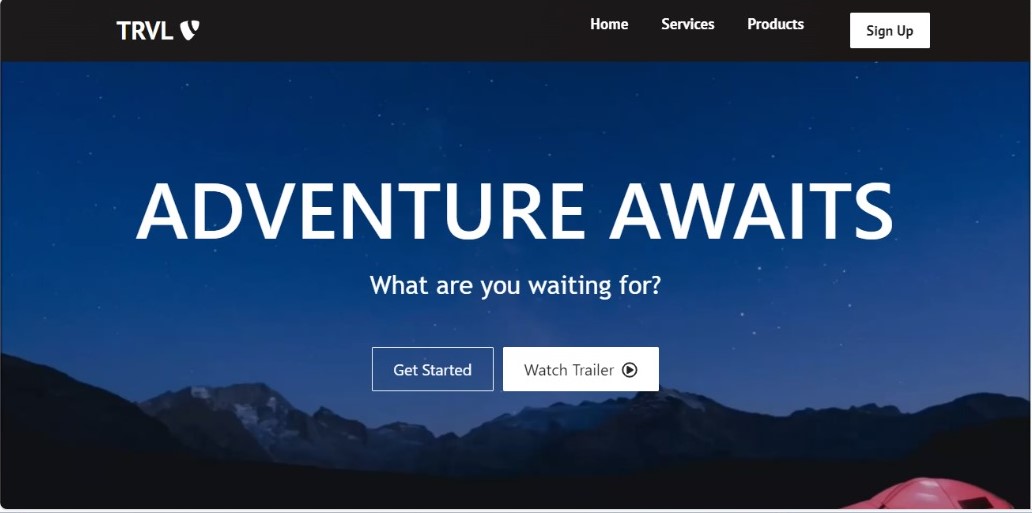 TRVL
Home Services Products Sign Up
ADVENTURE AWAITS
What are you waiting for?
Get Started Watch Trailer